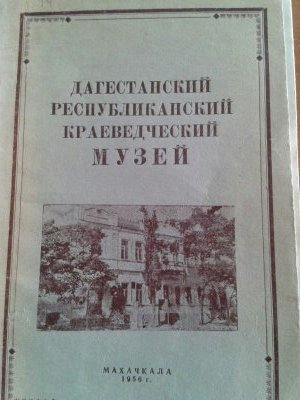 ДАГЕСТАНСКИЙ
РЕСПУБЛИКАНСКИЙ
КРАЕВЕДЧЕСКИЙ
МУЗЕЙ
МАХАЧКАЛА
1956 г.